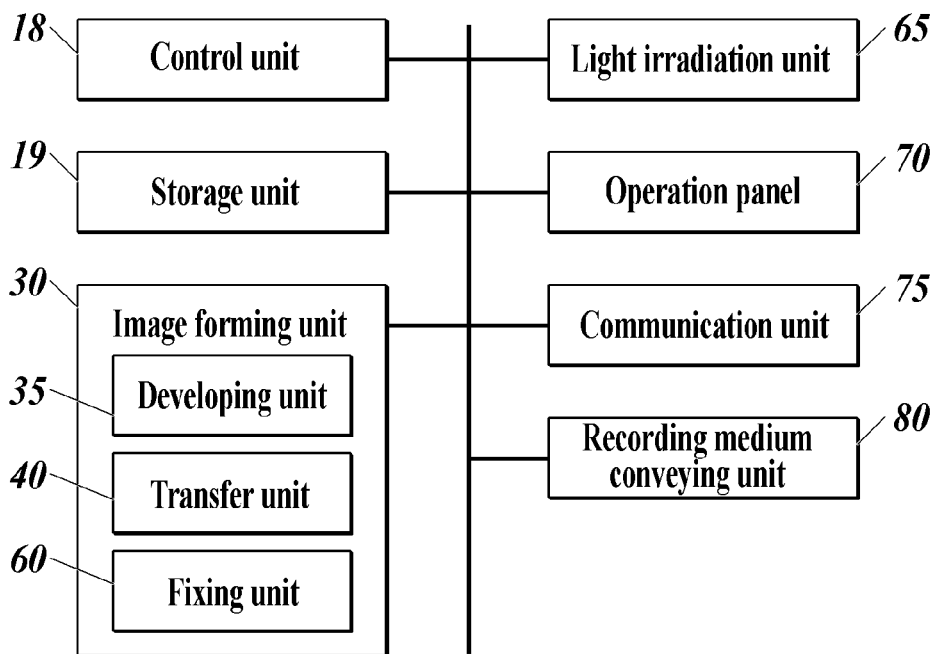 18
Control unit
19
Storage unit
30
Image forming unit
35
Developing unit
40
Transfer unit
60
Fixing unit
65
Light irradiation unit
70
Operation panel
75
Communication unit
80
Recording medium
conveying unit